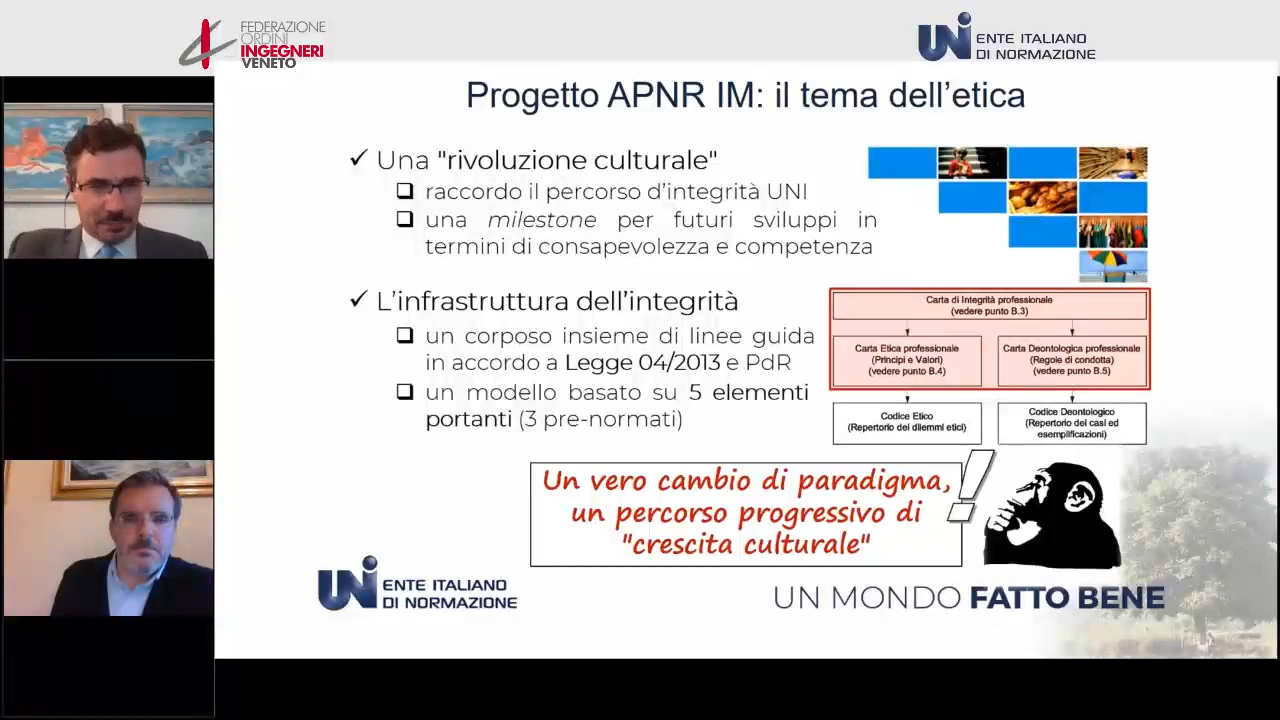 FEDERAZIONE
ORDINI
INGEGNERI
VENETO
UNI ENTE ITALIANO
DI NORMAZIONE
Progetto APNR IM: il tema dell'etica
✓ Una "rivoluzione culturale"
❑ raccordo il percorso d'integrità UNI
❑ una milestone per futuri sviluppi in
termini di consapevolezza e competenza
✓ L'infrastruttura dell'integrità
❑ un corposo insieme di linee guida
in accordo a Legge 04/2013 e PdR
❑ un modello basato su 5 elementi
portanti (3 pre-normati)
Carta di Integrità professionale
(vedere punto B.3)
Carta Etica professionale
(Principi e Valori)
(vedere punto B.4)
Carta Deontologica professionale
(Regole di condotta)
(vedere punto B.5)
Codice Etico
(Repertorio dei dilemmi etici)
Codice Deontologico
(Repertorio dei casi ed
esemplificazioni)
Un vero cambio di paradigma,
un percorso progressivo di
"crescita culturale"
!
UNI ENTE ITALIANO
DI NORMAZIONE
UN MONDO FATTO BENE